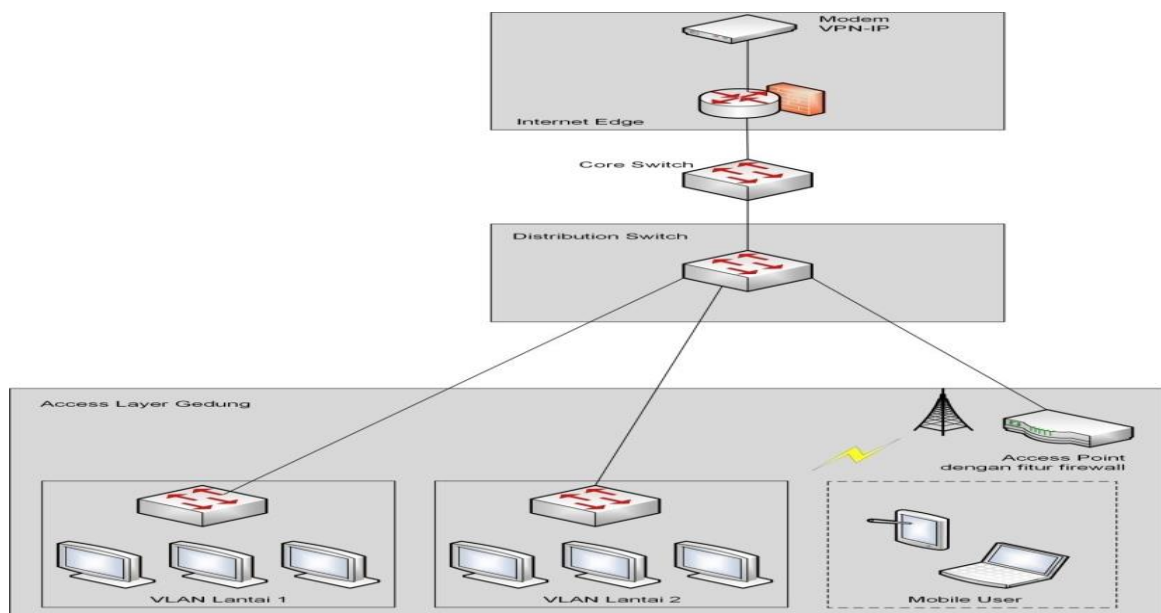 Modem
VPN-IP
Internet Edge
Core Switch
Distribution Switch
Access Layer Gedung
Access Point
dengan fitur firewall
VLAN Lantai 1
VLAN Lantai 2
Mobile User